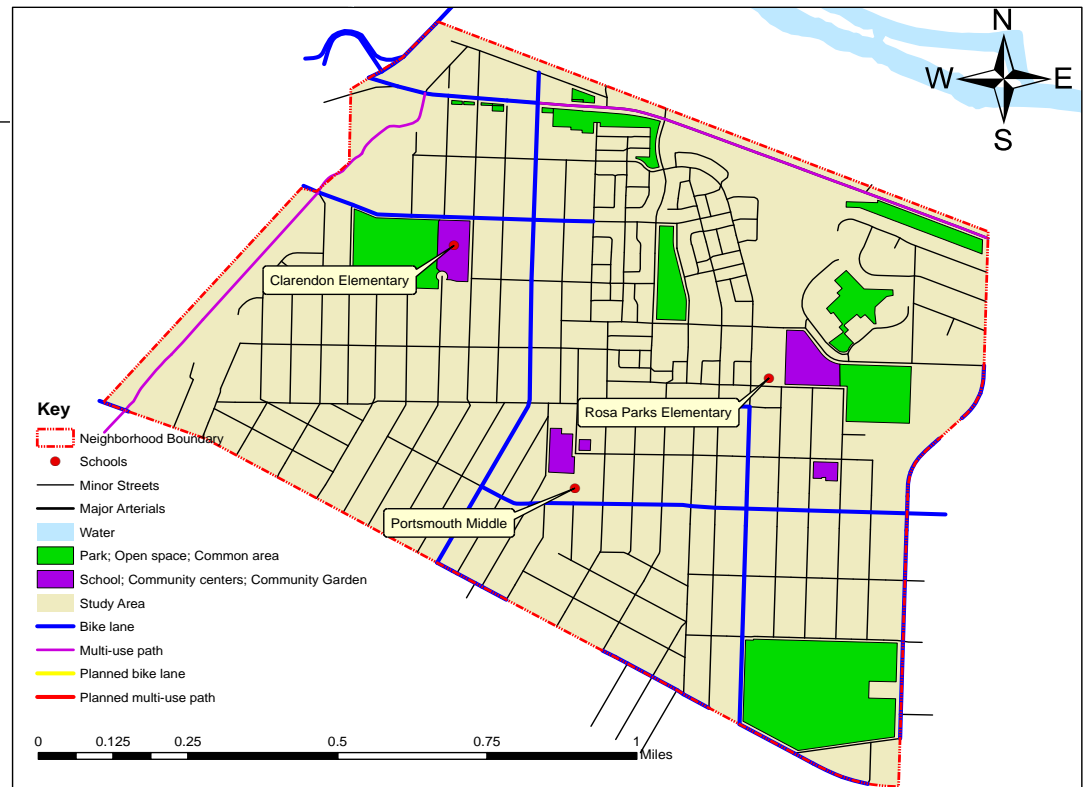 N
W E
S
Clarendon Elementary
Rosa Parks Elementary
Portsmouth Middle
Key
Neighborhood Boundary
Schools
Minor Streets
Major Arterials
Water
Park; Open space; Common area
School; Community centers; Community Garden
Study Area
Bike lane
Multi-use path
Planned bike lane
Planned multi-use path
0 0.125 0.25 0.5 0.75 1
Miles